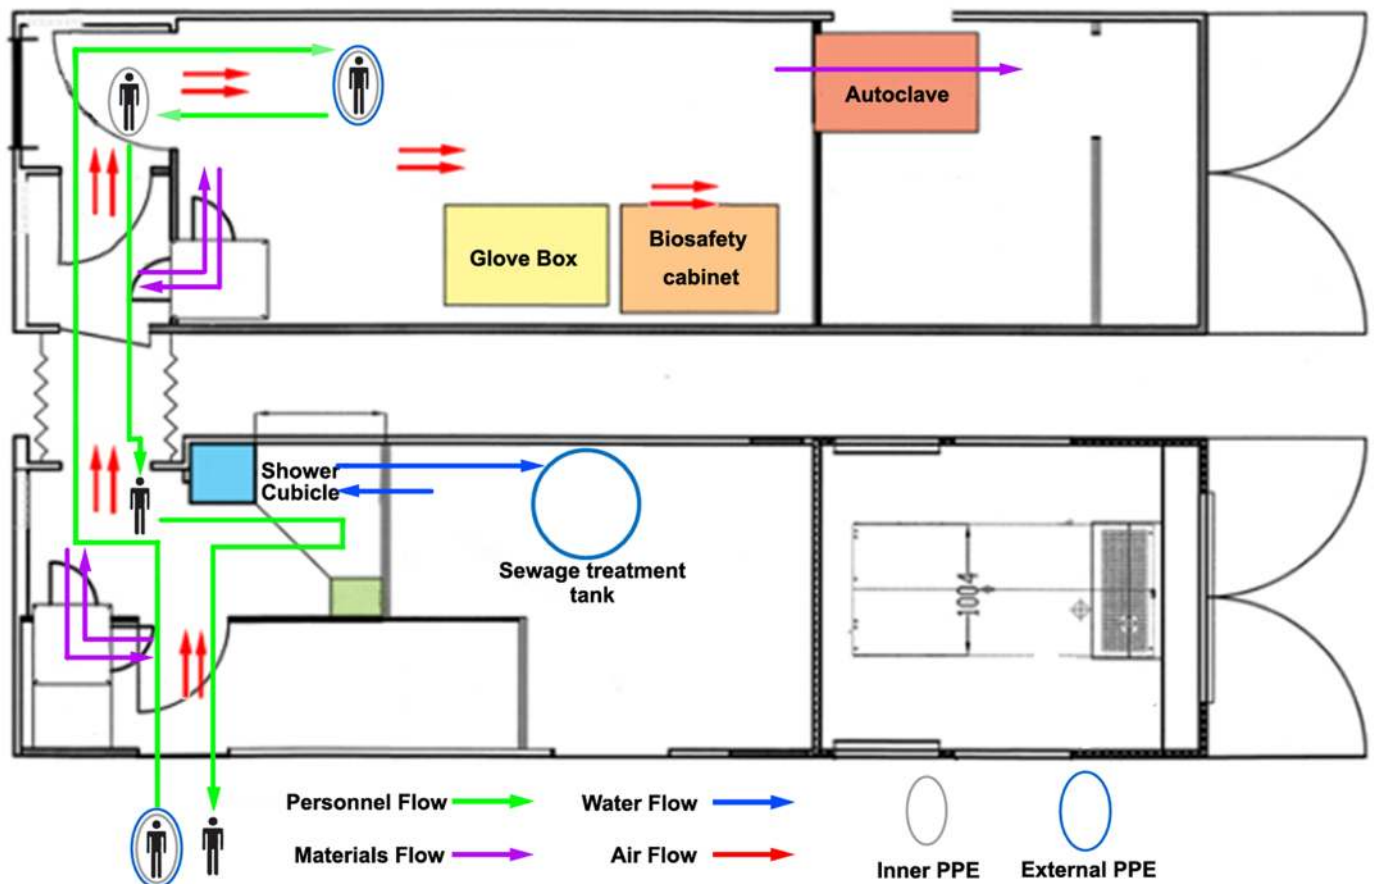 Autoclave
Glove Box
Biosafety
cabinet
Shower
Cubicle
Sewage treatment
tank
1004
Personnel Flow
Water Flow
Materials Flow
Air Flow
Inner PPE
External PPE